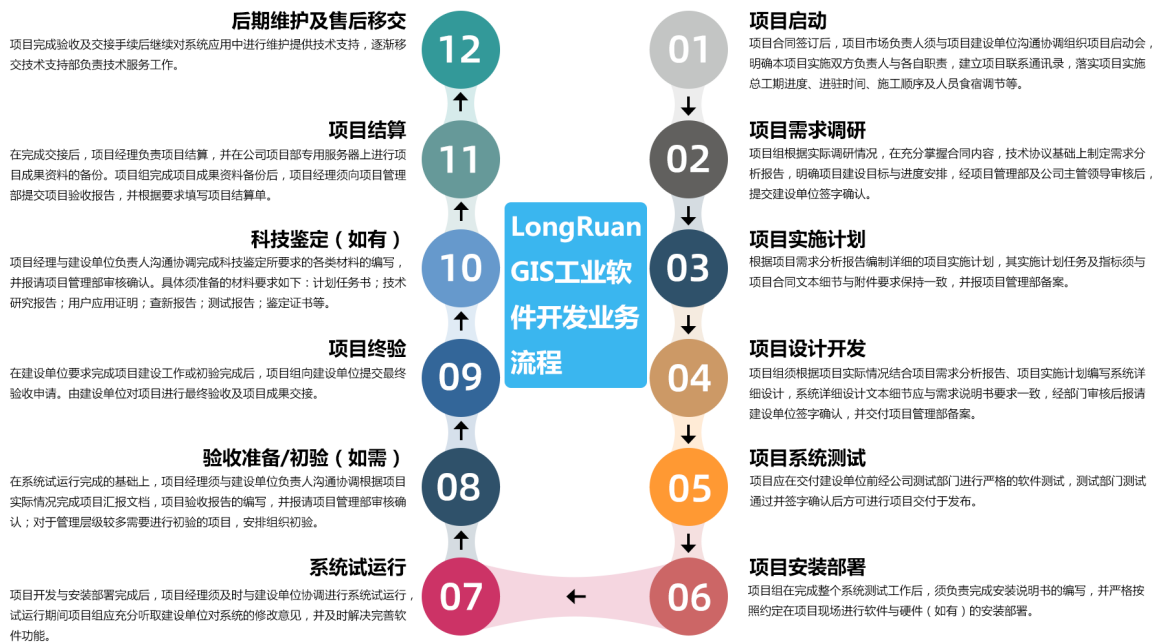 LongRuan
GIS工业软
件开发业务
流程
01
项目启动
项目合同签订后，项目市场负责人须与项目建设单位沟通协调组织项目启动会，
明确本项目实施双方负责人与各自职责，建立项目联系通讯录，落实项目实施
总工期进度、进驻时间、施工顺序及人员食宿调节等。
02
项目需求调研
项目组根据实际调研情况，在充分掌握合同内容，技术协议基础上制定需求分
析报告，明确项目建设目标与进度安排，经项目管理部及公司主管领导审核后，
提交建设单位签字确认。
03
项目实施计划
根据项目需求分析报告编制详细的项目实施计划，其实施计划任务及指标须与
项目合同文本细节与附件要求保持一致，并报项目管理部备案。
04
项目设计开发
项目组须根据项目实际情况结合项目需求分析报告、项目实施计划编写系统详
细设计，系统详细设计文本细节应与需求说明书要求一致，经部门审核后报请
建设单位签字确认，并交付项目管理部备案。
05
项目系统测试
项目应在交付建设单位前经公司测试部门进行严格的软件测试，测试部门测试
通过并签字确认后方可进行项目交付于发布。
06
项目安装部署
项目组在完成整个系统测试工作后，须负责完成安装说明书的编写，并严格按
照约定在项目现场进行软件与硬件（如有）的安装部署。
07
系统试运行
项目开发与安装部署完成后，项目经理须及时与建设单位协调进行系统试运行，
试运行期间项目组应充分听取建设单位对系统的修改意见，并及时解决完善软
件功能。
08
验收准备/初验（如需）
在系统试运行完成的基础上，项目经理须与建设单位负责人沟通协调根据项目
实际情况完成项目汇报文档，项目验收报告的编写，并报请项目管理部审核确
认；对于管理层级较多需要进行初验的项目，安排组织初验。
09
项目终验
在建设单位要求完成项目建设工作或初验完成后，项目组向建设单位提交最终
验收申请。由建设单位对项目进行最终验收及项目成果交接。
10
科技鉴定（如有）
项目经理与建设单位负责人沟通协调完成科技鉴定所要求的各类材料的编写，
并报请项目管理部审核确认。具体须准备的材料要求如下：计划任务书；技术
研究报告；用户应用证明；查新报告；测试报告；鉴定证书等。
11
项目结算
在完成交接后，项目经理负责项目结算，并在公司项目部专用服务器上进行项
目成果资料的备份。项目组完成项目成果资料备份后，项目经理须向项目管理
部提交项目验收报告，并根据要求填写项目结算单。
12
后期维护及售后移交
项目完成验收及交接手续后继续对系统应用中进行维护提供技术支持，逐渐移
交技术支持部负责技术服务工作。